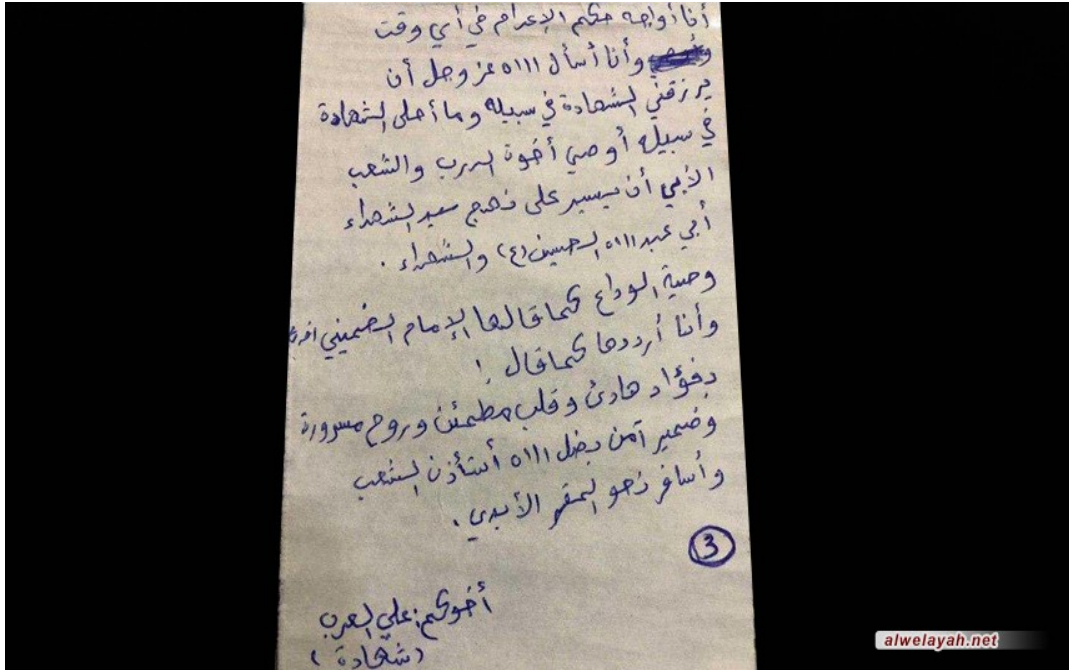 أنا أواجه حكم الإعدام في أي وقت
وأنا أسأل الله عز وجل أن
يرزقني الشهادة في سبيله وما أحلى الشهادة
في سبيله أوصي أخوة الدرب والشعب
الأبي أن يسير على نهج سيد الشهداء
أبي عبد الله الحسين (ع) والشهداء .
وصية الوداع كما قالها الإمام الخميني
وأنا أرددها كما قال !
بفؤاد هادئ وقلب مطمئن وروح مسرورة
وضمير آمن بفضل الله أستأذن الشعب
وأسافر نحو المقر الأبدي .
3
أخوكم: علي العرب
(شهادة)
alwelayah.net